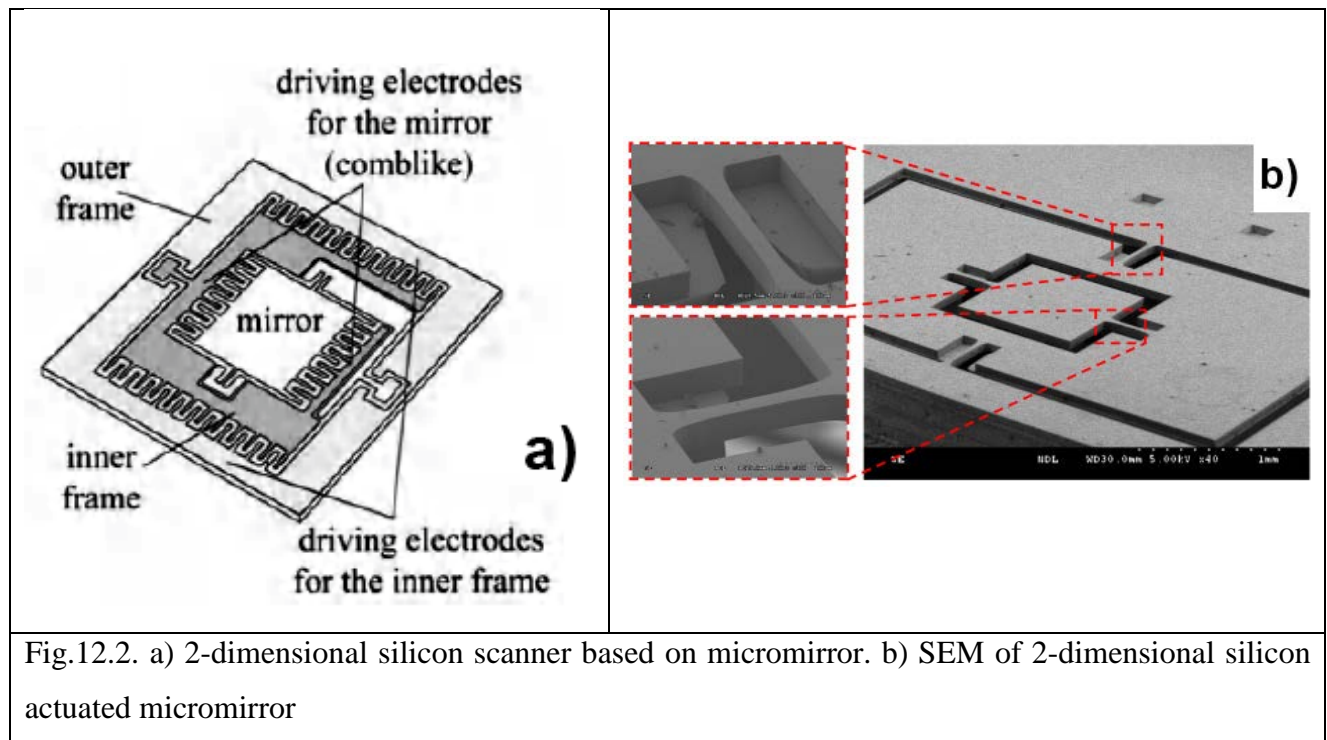 driving electrodes
for the mirror
(comblike)
outer
frame
mirror
a)
inner
frame
driving electrodes
for the inner frame
b)
SE NDL WD30.0mm 5.00kV x40 1mm
Fig.12.2. a) 2-dimensional silicon scanner based on micromirror. b) SEM of 2-dimensional silicon
actuated micromirror